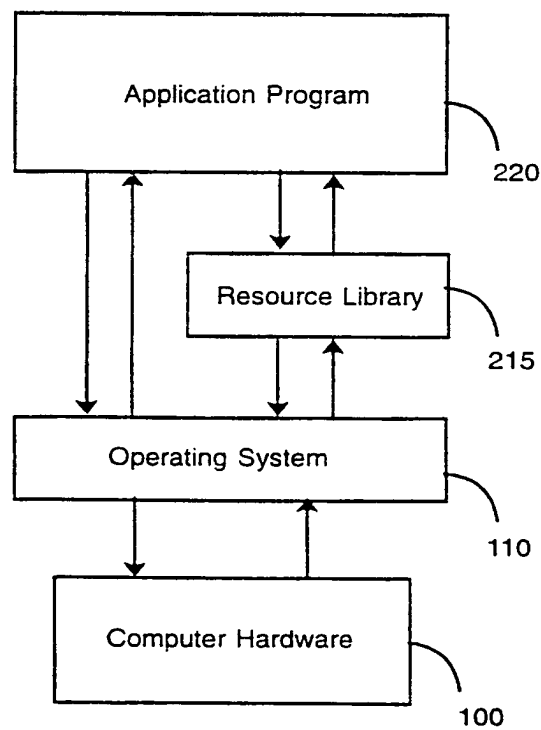 Application Program
220
Resource Library
215
Operating System
110
Computer Hardware
100